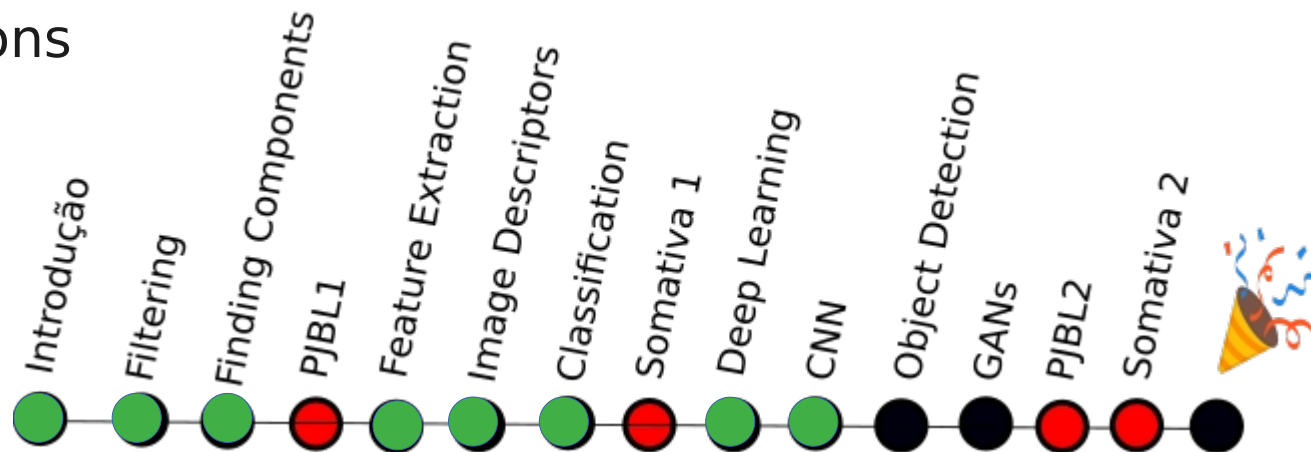 ons
Introdução
Filtering
Finding Components
PJBL1
Feature Extraction
Image Descriptors
Classification
Somativa 1
Deep Learning
CNN
Object Detection
GANs
PJBL2
Somativa 2